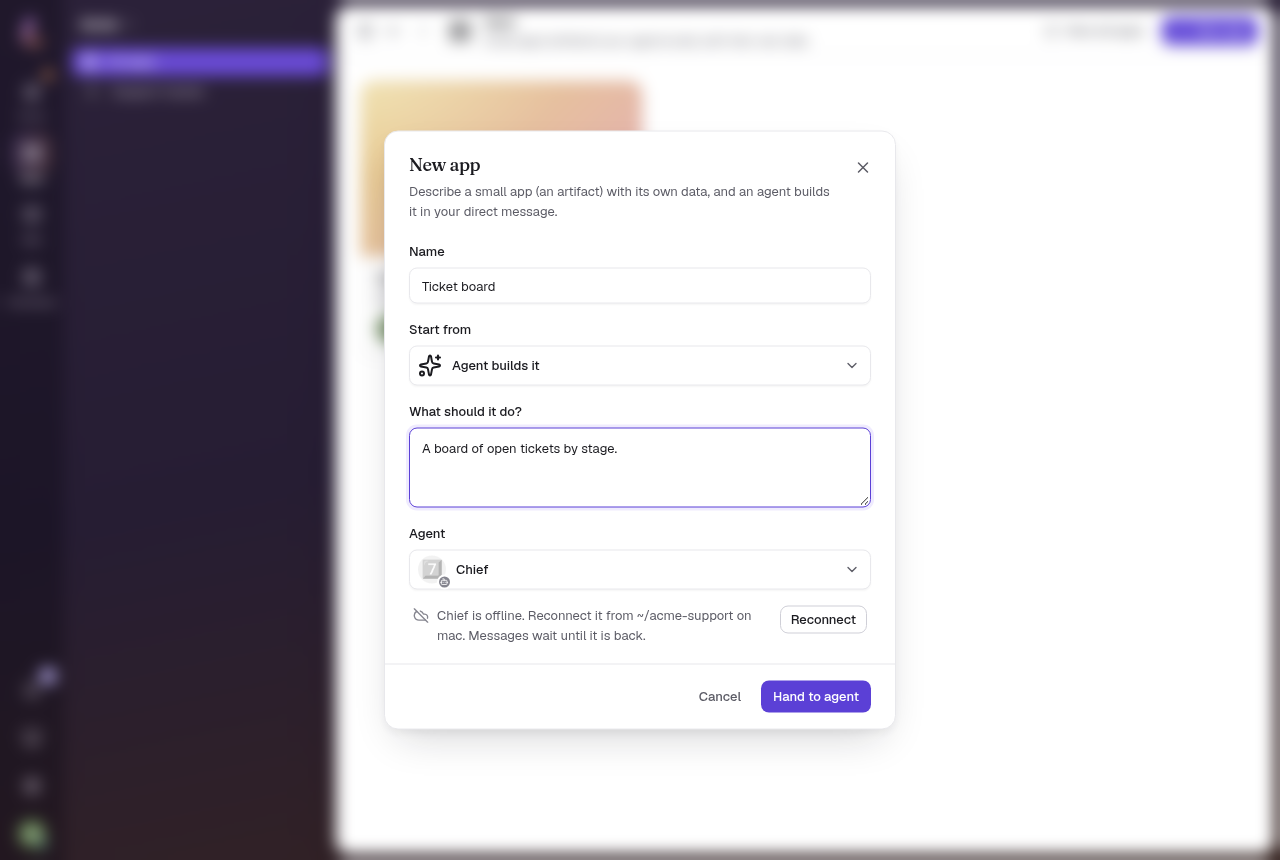 New app
Describe a small app (an artifact) with its own data, and an agent builds
it in your direct message.
Name
Ticket board
Start from
Agent builds it
What should it do?
A board of open tickets by stage.
Agent
7
Chief
Chief is offline. Reconnect it from ~/acme-support on
mac. Messages wait until it is back.
Reconnect
Cancel
Hand to agent